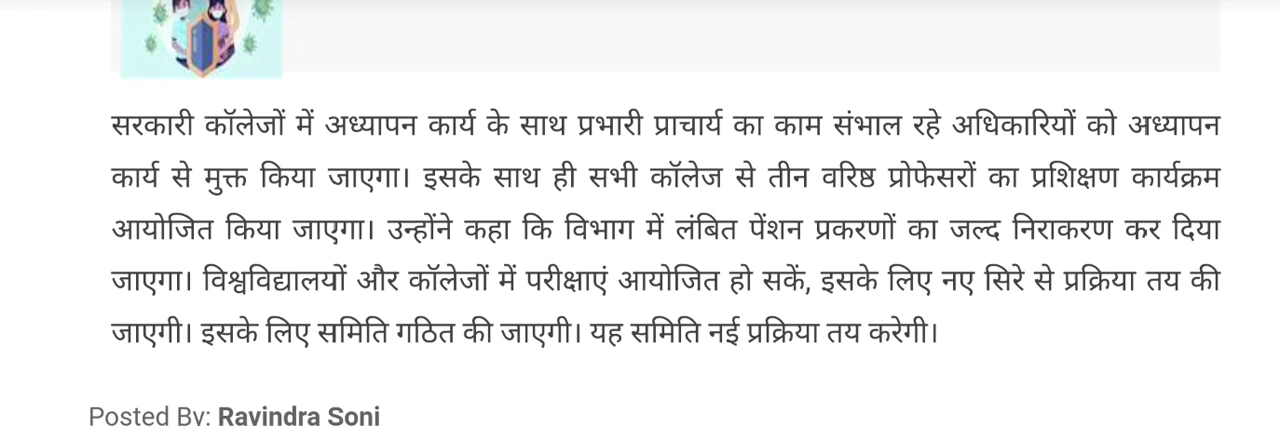 सरकारी कॉलेजों में अध्यापन कार्य के साथ प्रभारी प्राचार्य का काम संभाल रहे अधिकारियों को अध्यापन
कार्य से मुक्त किया जाएगा। इसके साथ ही सभी कॉलेज से तीन वरिष्ठ प्रोफेसरों का प्रशिक्षण कार्यक्रम
आयोजित किया जाएगा। उन्होंने कहा कि विभाग में लंबित पेंशन प्रकरणों का जल्द निराकरण कर दिया
जाएगा। विश्वविद्यालयों और कॉलेजों में परीक्षाएं आयोजित हो सकें, इसके लिए नए सिरे से प्रक्रिया तय की
जाएगी। इसके लिए समिति गठित की जाएगी। यह समिति नई प्रक्रिया तय करेगी।
Posted By: Ravindra Soni